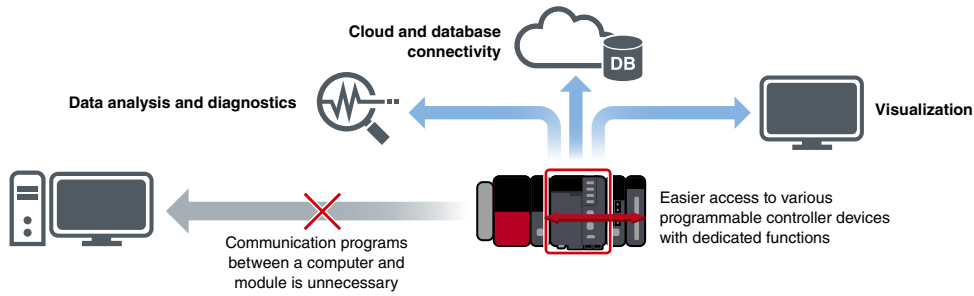 Cloud and database
connectivity
DB
Data analysis and diagnostics
Visualization
Easier access to various
programmable controller devices
with dedicated functions
Communication programs
between a computer and
module is unnecessary